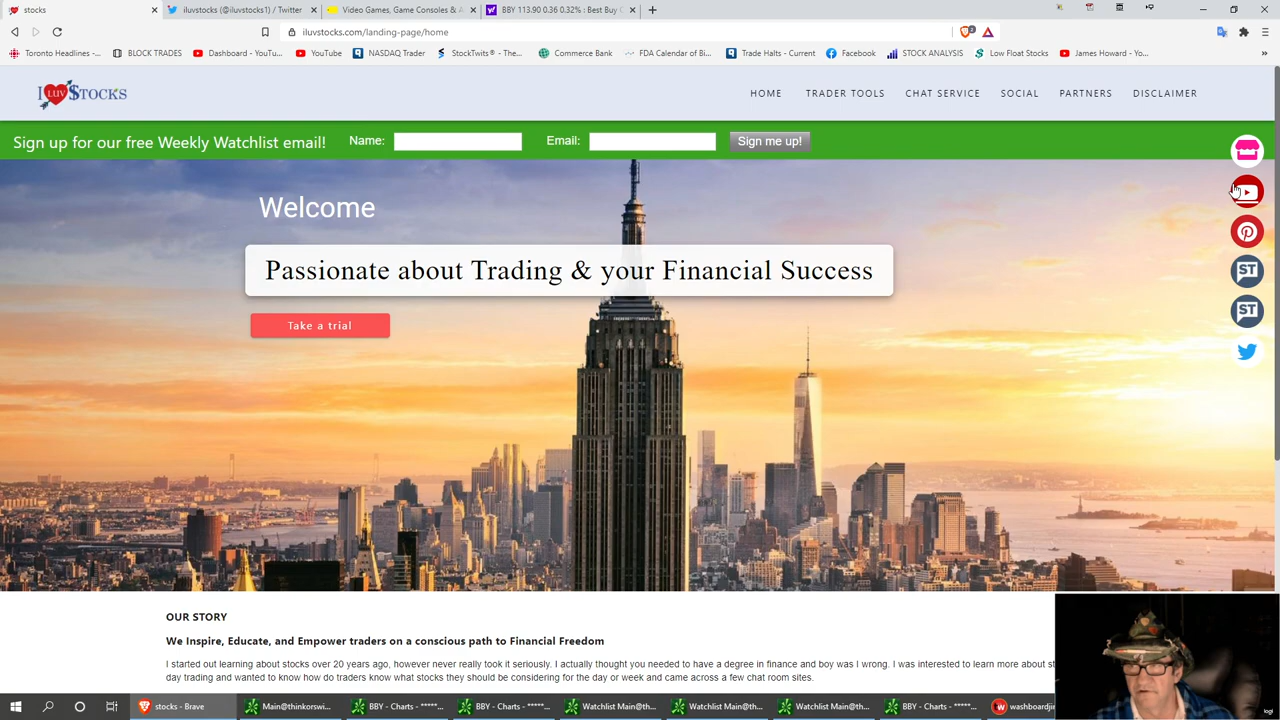 stocks
iluvstocks (@iluvstocks1) / Twitter
Video Games, Game Consoles &
BBY 113.90 0.36 0.32% : Best Buy
iluvstocks.com/landing-page/home
Toronto Headlines -...
BLOCK TRADES
Dashboard - YouTu...
YouTube
NASDAQ Trader
StockTwits® - The...
Commerce Bank
FDA Calendar of Bi...
Trade Halts - Current
Facebook
STOCK ANALYSIS
Low Float Stocks
James Howard - Yo...
I LUV $TOCKS
HOME
TRADER TOOLS
CHAT SERVICE
SOCIAL
PARTNERS
DISCLAIMER
Sign up for our free Weekly Watchlist email!
Name:
Email:
Sign me up!
Welcome
Passionate about Trading & your Financial Success
Take a trial
ST
ST
OUR STORY
We Inspire, Educate, and Empower traders on a conscious path to Financial Freedom
I started out learning about stocks over 20 years ago, however never really took it seriously. I actually thought you needed to have a degree in finance and boy was I wrong. I was interested to learn more about
day trading and wanted to know how do traders know what stocks they should be considering for the day or week and came across a few chat room sites.
stocks - Brave
Main@thinkorswi...
BBY - Charts - *****...
BBY - Charts - *****...
Watchlist Main@th...
Watchlist Main@th...
Watchlist Main@th...
BBY - Charts - *****...
washboardji
logi